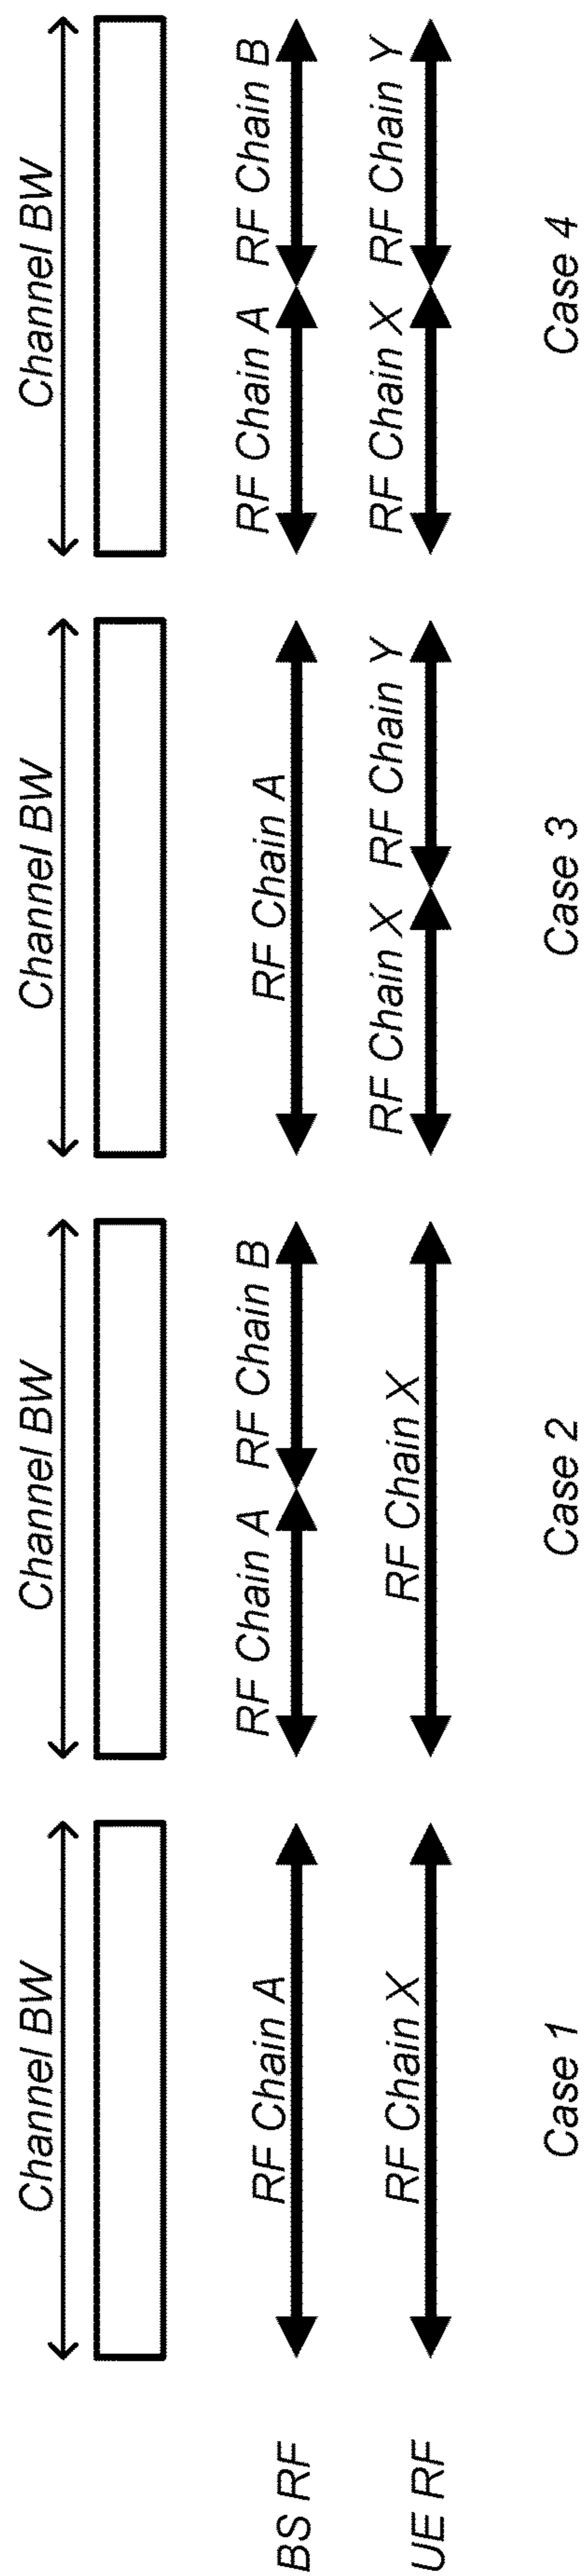 Channel BW
Channel BW
Channel BW
Channel BW
BS RF
RF Chain A
RF Chain A
RF Chain B
RF Chain A
RF Chain A
RF Chain B
UE RF
RF Chain X
RF Chain X
RF Chain X
RF Chain Y
RF Chain X
RF Chain Y
Case 1
Case 2
Case 3
Case 4